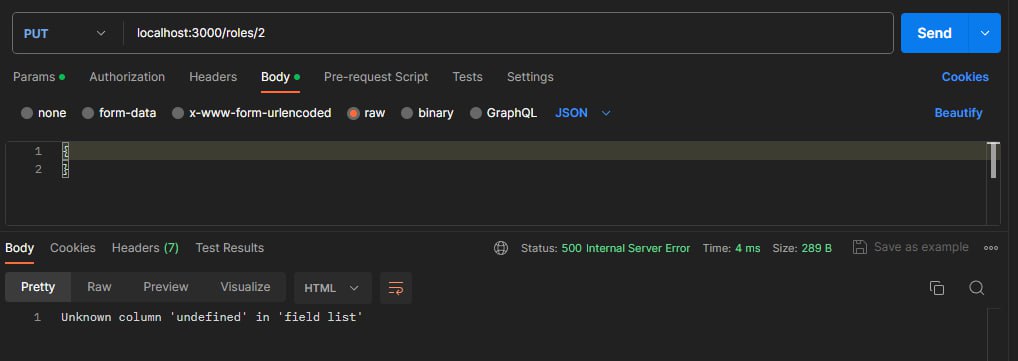 PUT localhost:3000/roles/2 Send
Params Authorization Headers Body Pre-request Script Tests Settings Cookies
none form-data x-www-form-urlencoded raw binary GraphQL JSON Beautify
1 {
2 }
Body Cookies Headers (7) Test Results Status: 500 Internal Server Error Time: 4 ms Size: 289 B Save as example
Pretty Raw Preview Visualize HTML
1 Unknown column 'undefined' in 'field list'